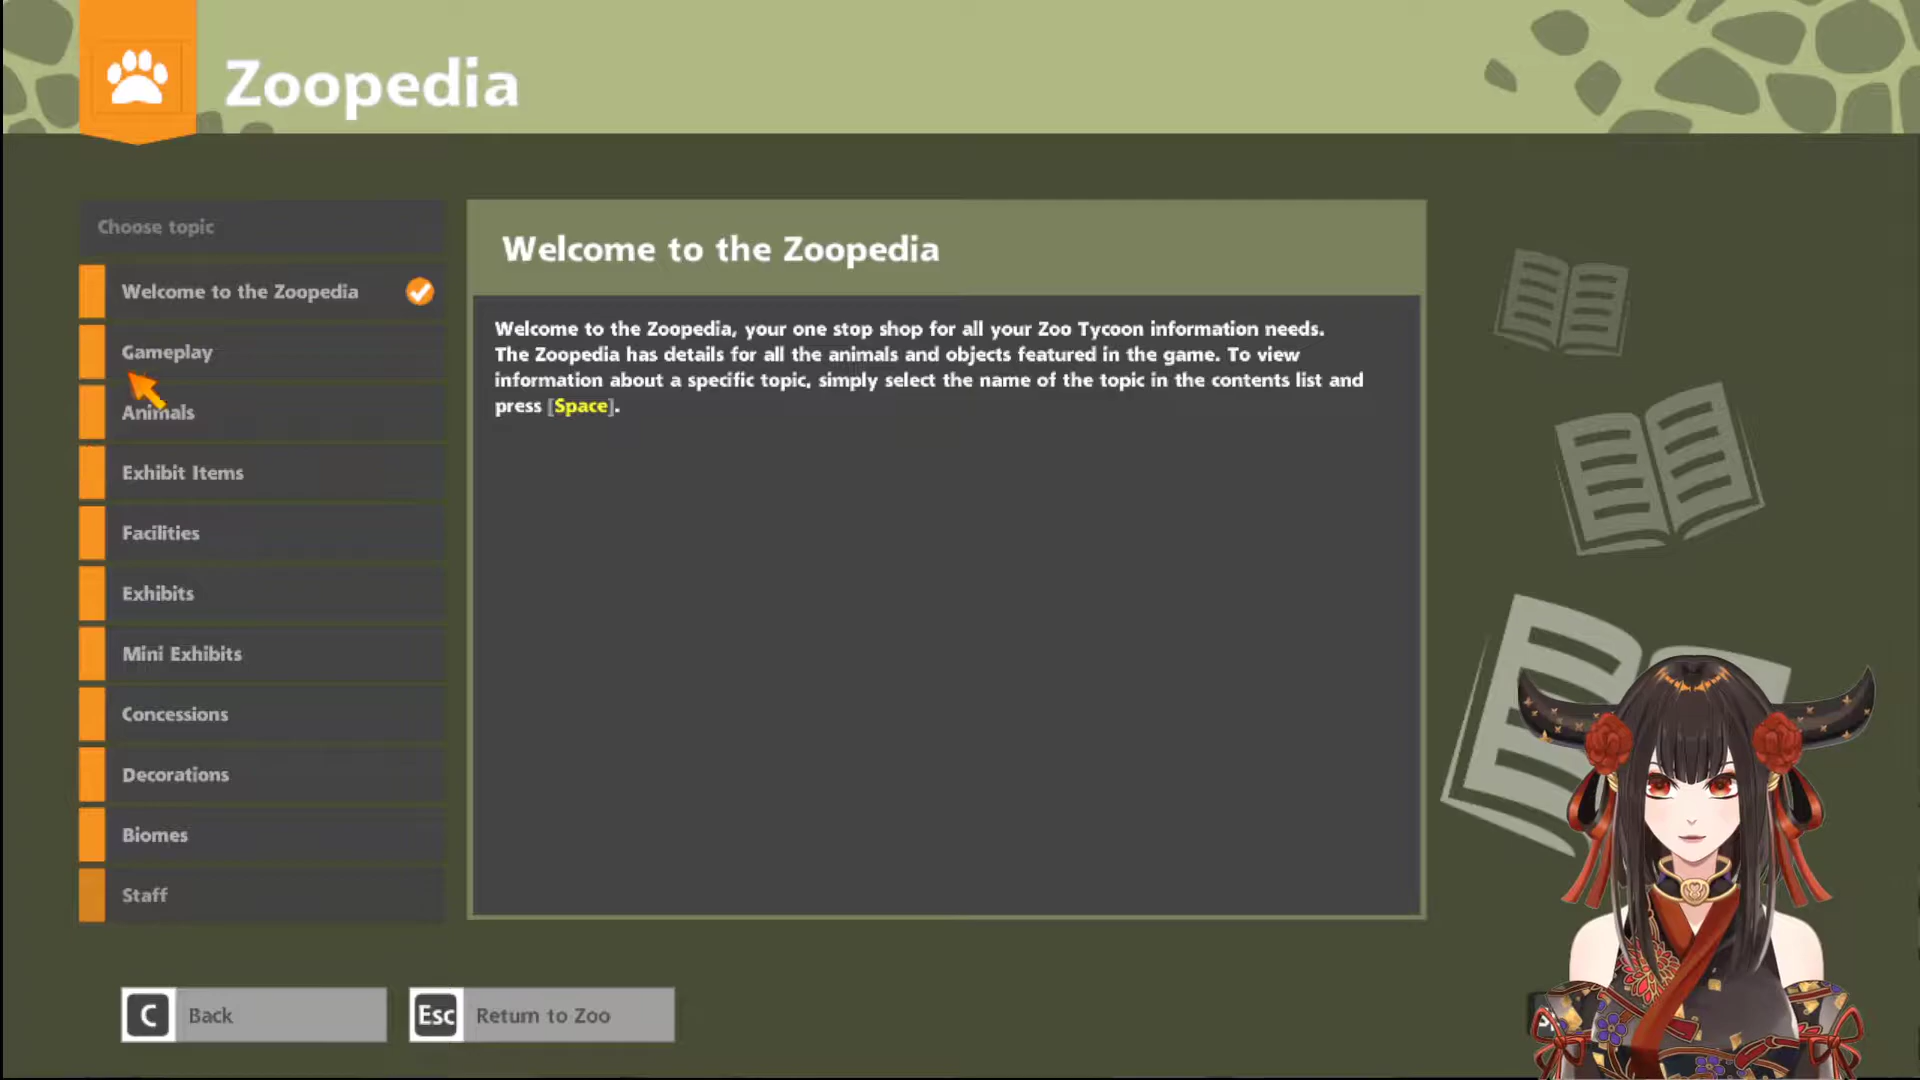 Zoopedia
Choose topic
Welcome to the Zoopedia
Gameplay
Animals
Exhibit Items
Facilities
Exhibits
Mini Exhibits
Concessions
Decorations
Biomes
Staff
Welcome to the Zoopedia
Welcome to the Zoopedia, your one stop shop for all your Zoo Tycoon information needs.
The Zoopedia has details for all the animals and objects featured in the game. To view
information about a specific topic, simply select the name of the topic in the contents list and
press [Space].
C Back
Esc Return to Zoo